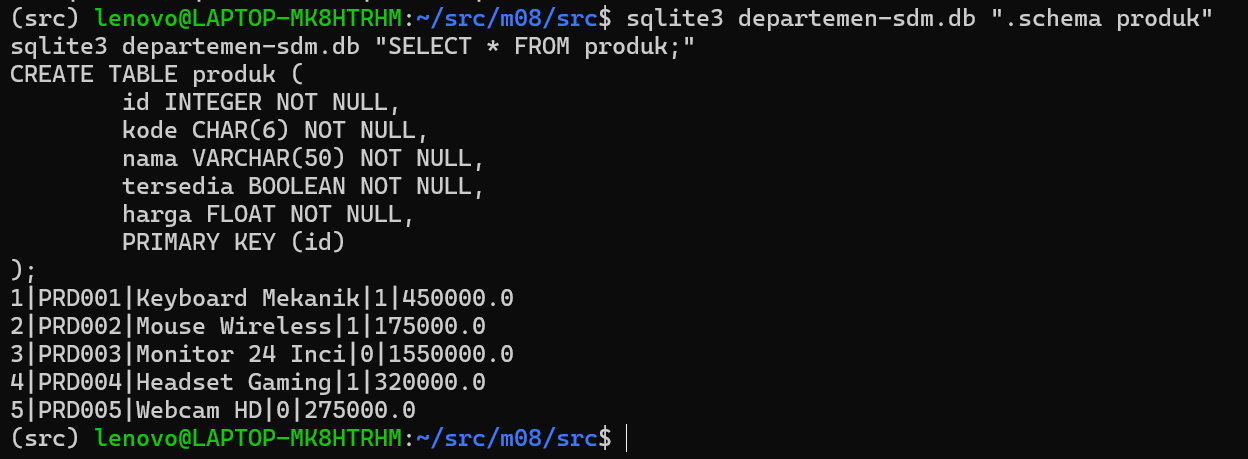 (src) lenovo@LAPTOP-MK8HTRHM:~/src/m08/src$ sqlite3 departemen-sdm.db ".schema produk"
sqlite3 departemen-sdm.db "SELECT * FROM produk;"
CREATE TABLE produk (
        id INTEGER NOT NULL,
        kode CHAR(6) NOT NULL,
        nama VARCHAR(50) NOT NULL,
        tersedia BOOLEAN NOT NULL,
        harga FLOAT NOT NULL,
        PRIMARY KEY (id)
);
1|PRD001|Keyboard Mekanik|1|450000.0
2|PRD002|Mouse Wireless|1|175000.0
3|PRD003|Monitor 24 Inci|0|1550000.0
4|PRD004|Headset Gaming|1|320000.0
5|PRD005|Webcam HD|0|275000.0
(src) lenovo@LAPTOP-MK8HTRHM:~/src/m08/src$